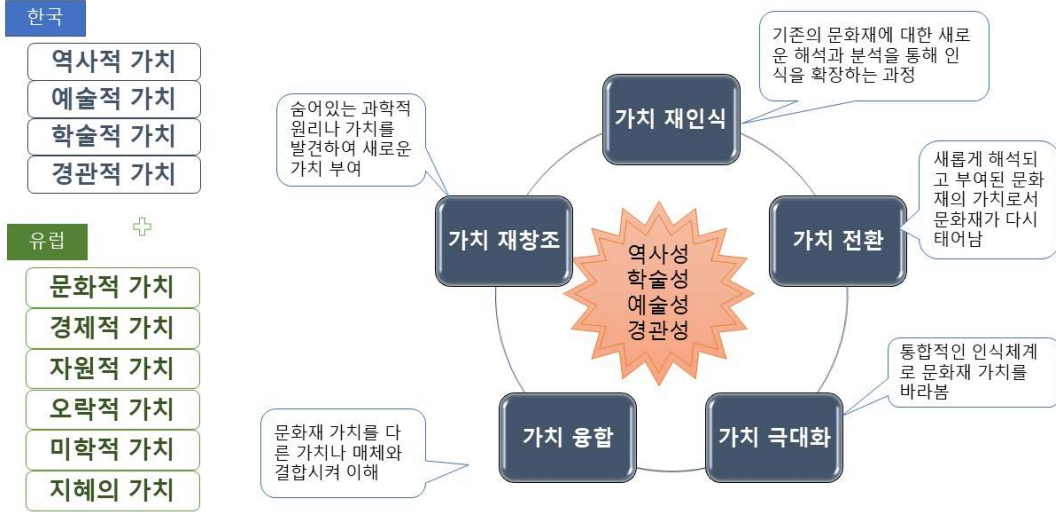 한국
역사적 가치
예술적 가치
학술적 가치
경관적 가치
유럽
문화적 가치
경제적 가치
자원적 가치
오락적 가치
미학적 가치
지혜의 가치
기존의 문화재에 대한 새로
운 해석과 분석을 통해 인
식을 확장하는 과정
가치 재인식
숨어있는 과학적
원리나 가치를
발견하여 새로운
가치 부여
가치 재창조
새롭게 해석되
고 부여된 문화
재의 가치로서
문화재가 다시
태어남
가치 전환
역사성
학술성
예술성
경관성
통합적인 인식체계
로 문화재 가치를
바라봄
가치 극대화
문화재 가치를 다
른 가치나 매체와
결합시켜 이해
가치 융합